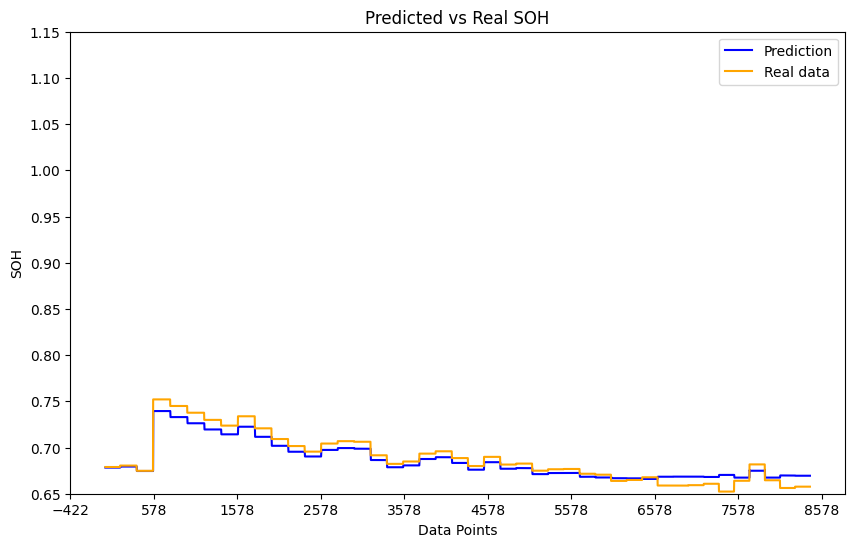 Predicted vs Real SOH
1.15
1.10
1.05
1.00
0.95
0.90
0.85
0.80
0.75
0.70
0.65
SOH
Prediction
Real data
−422 578 1578 2578 3578 4578 5578 6578 7578 8578
Data Points